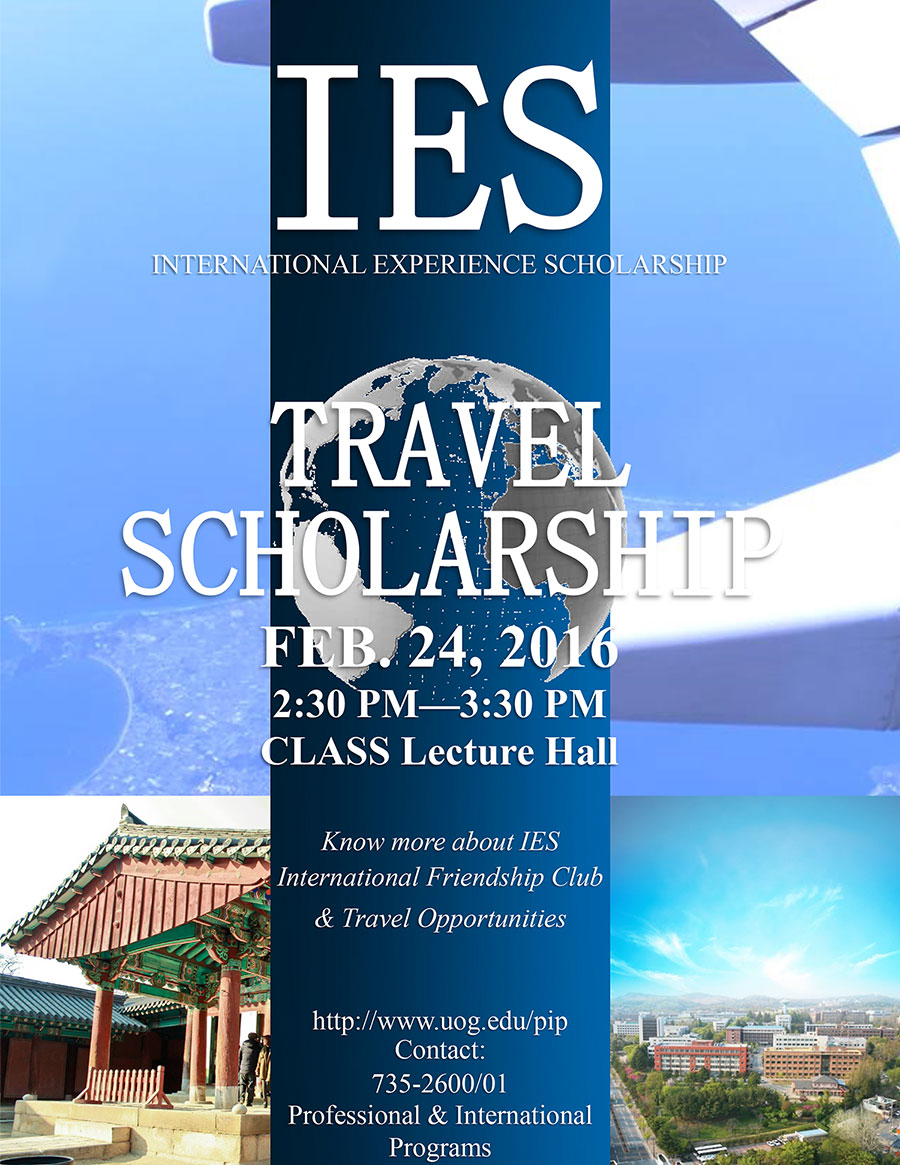 IES
INTERNATIONAL EXPERIENCE SCHOLARSHIP
TRAVEL
SCHOLARSHIP
FEB. 24, 2016
2:30 PM—3:30 PM
CLASS Lecture Hall
Know more about IES
International Friendship Club
& Travel Opportunities
http://www.uog.edu/pip
Contact:
735-2600/01
Professional & International
Programs